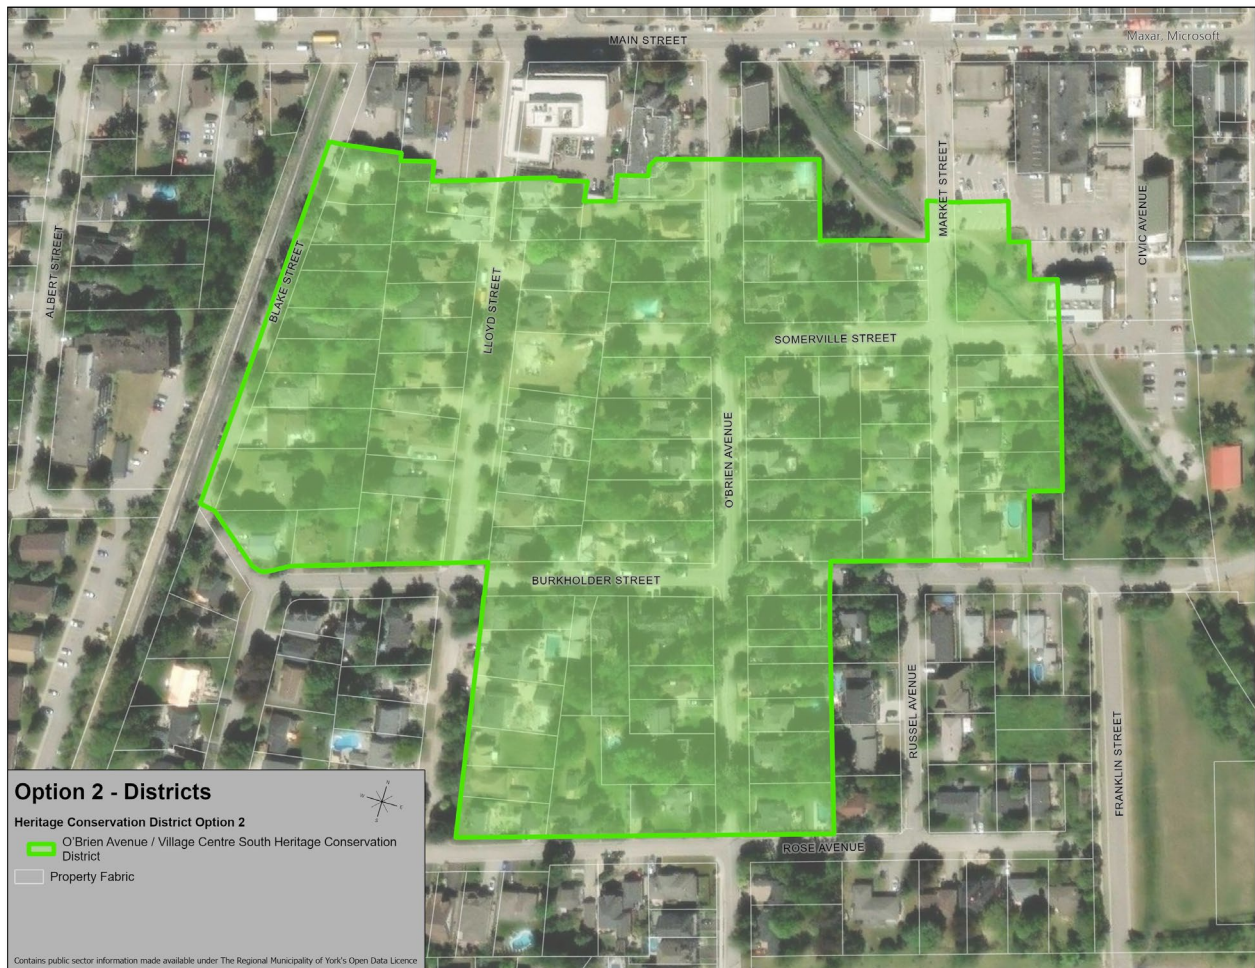 MAIN STREET
Maxar, Microsoft
MARKET STREET
CIVIC AVENUE
ALBERT STREET
BLAKE STREET
LLOYD STREET
SOMERVILLE STREET
O'BRIEN AVENUE
BURKHOLDER STREET
RUSSEL AVENUE
FRANKLIN STREET
ROSE AVENUE
Option 2 - Districts
Heritage Conservation District Option 2
O'Brien Avenue / Village Centre South Heritage Conservation
District
Property Fabric
Contains public sector information made available under The Regional Municipality of York's Open Data Licence